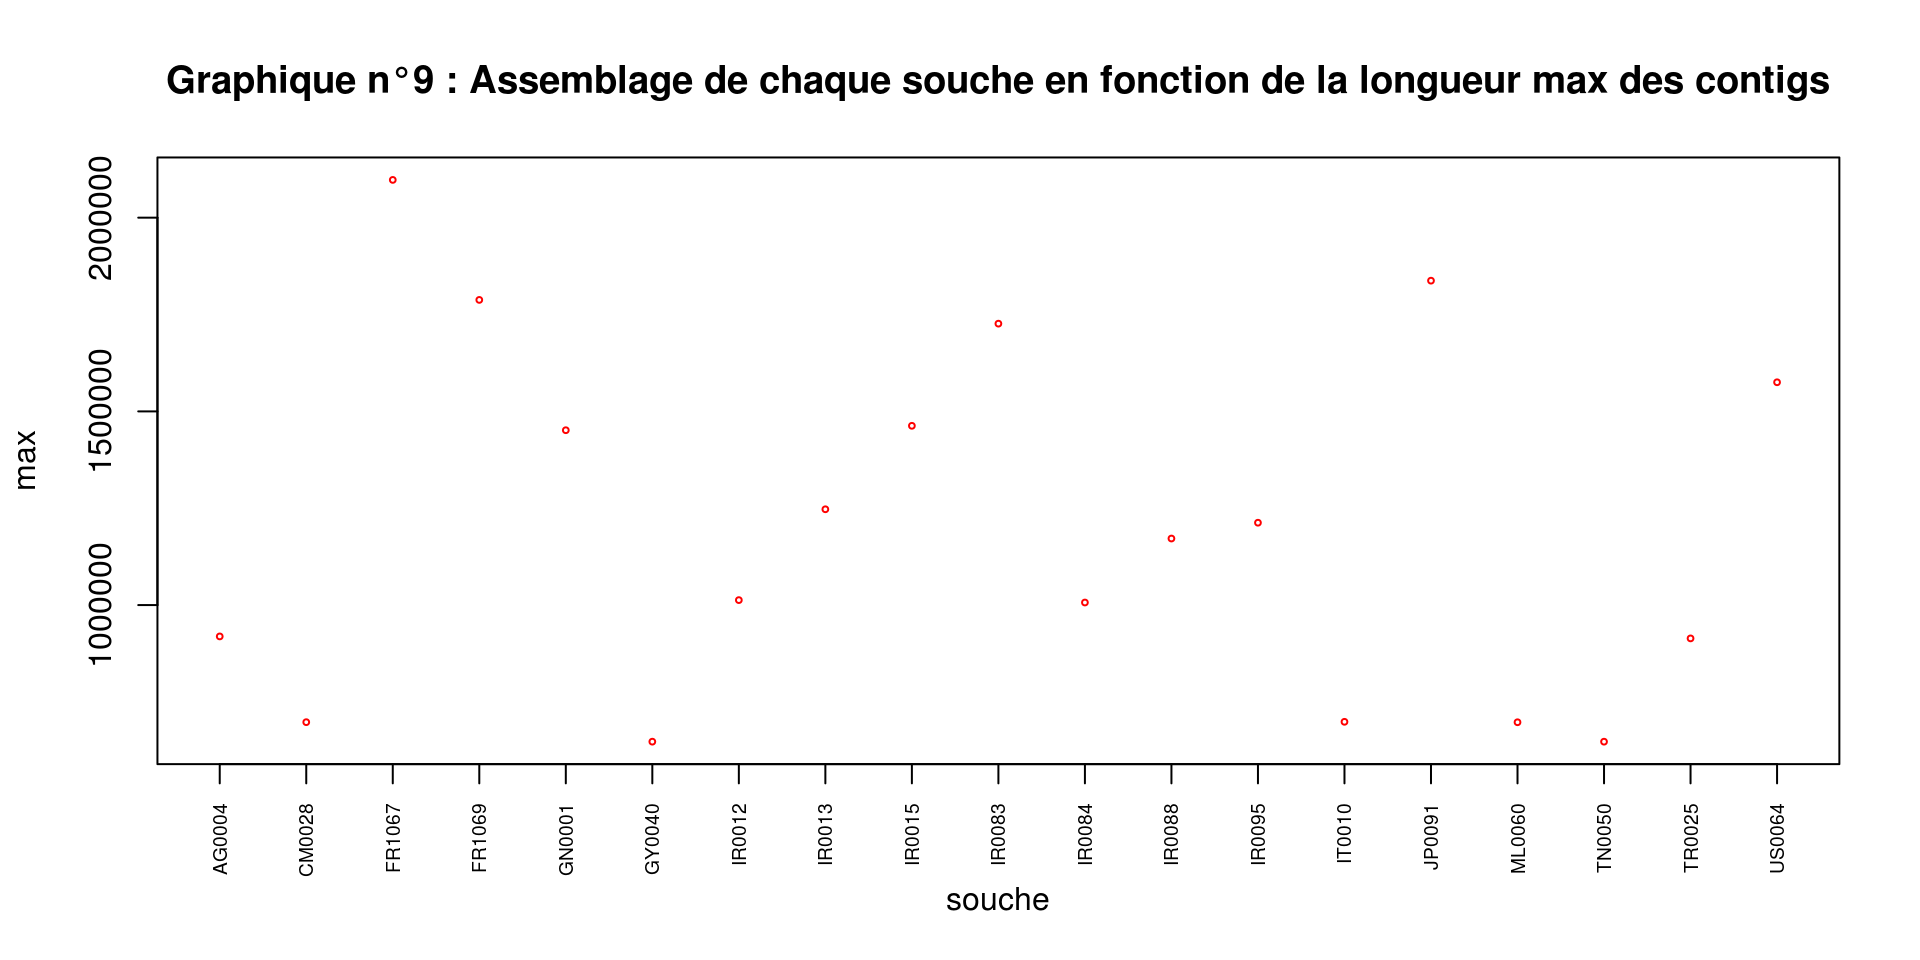 Graphique n°9 : Assemblage de chaque souche en fonction de la longueur max des contigs
max
2000000
1500000
1000000
AG0004
CM0028
FR1067
FR1069
GN0001
GY0040
IR0012
IR0013
IR0015
IR0083
IR0084
IR0088
IR0095
IT0010
JP0091
ML0060
TN0050
TR0025
US0064
souche